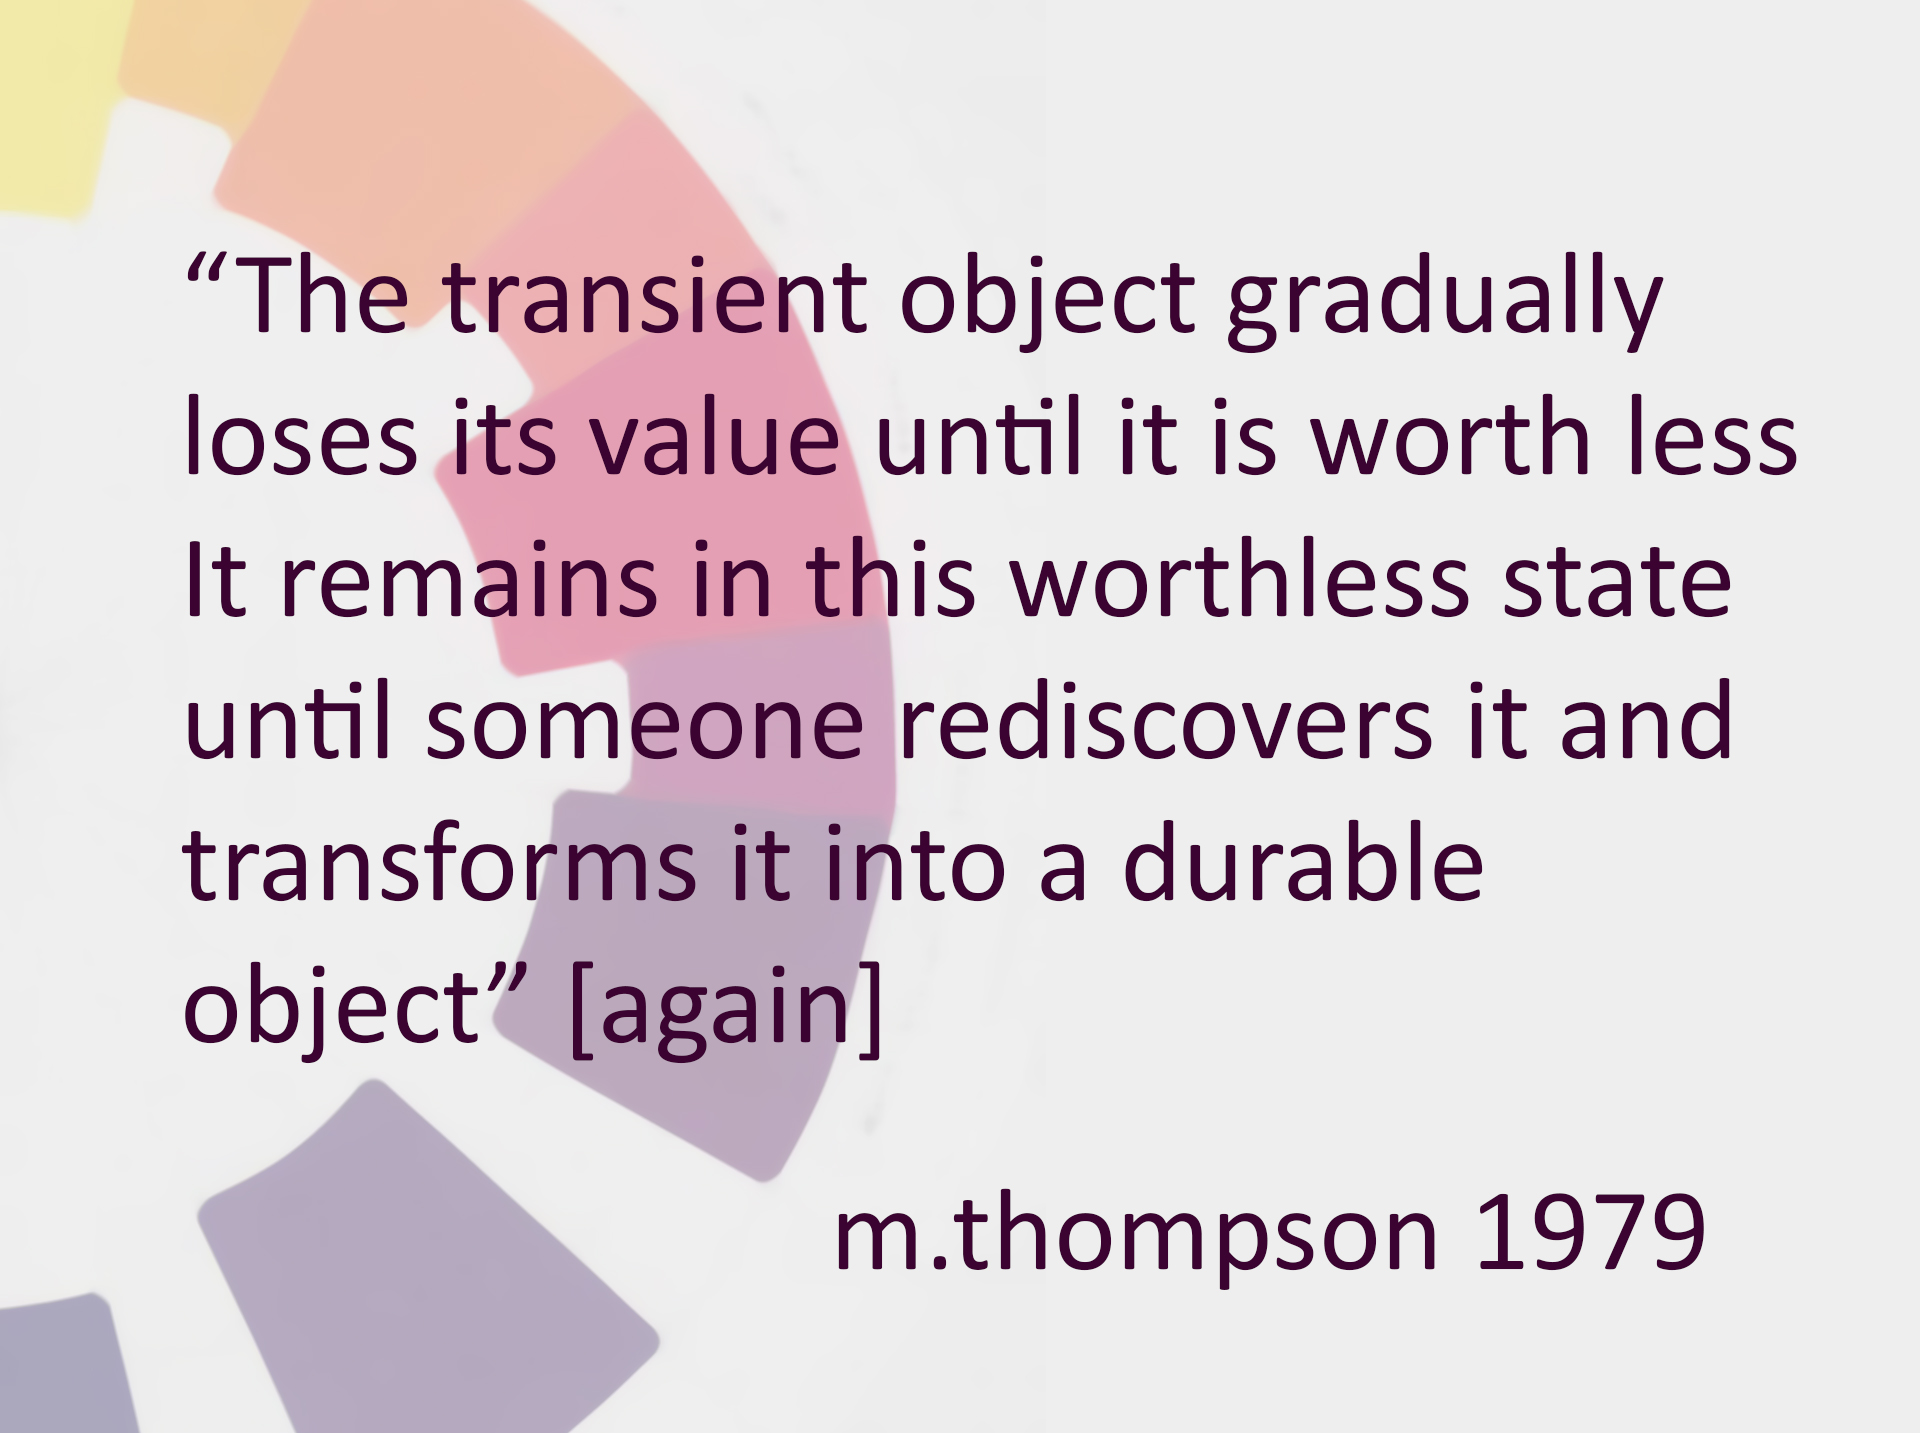 “The transient object gradually
loses its value until it is worth less
It remains in this worthless state
until someone rediscovers it and
transforms it into a durable
object” [again]
m.thompson 1979